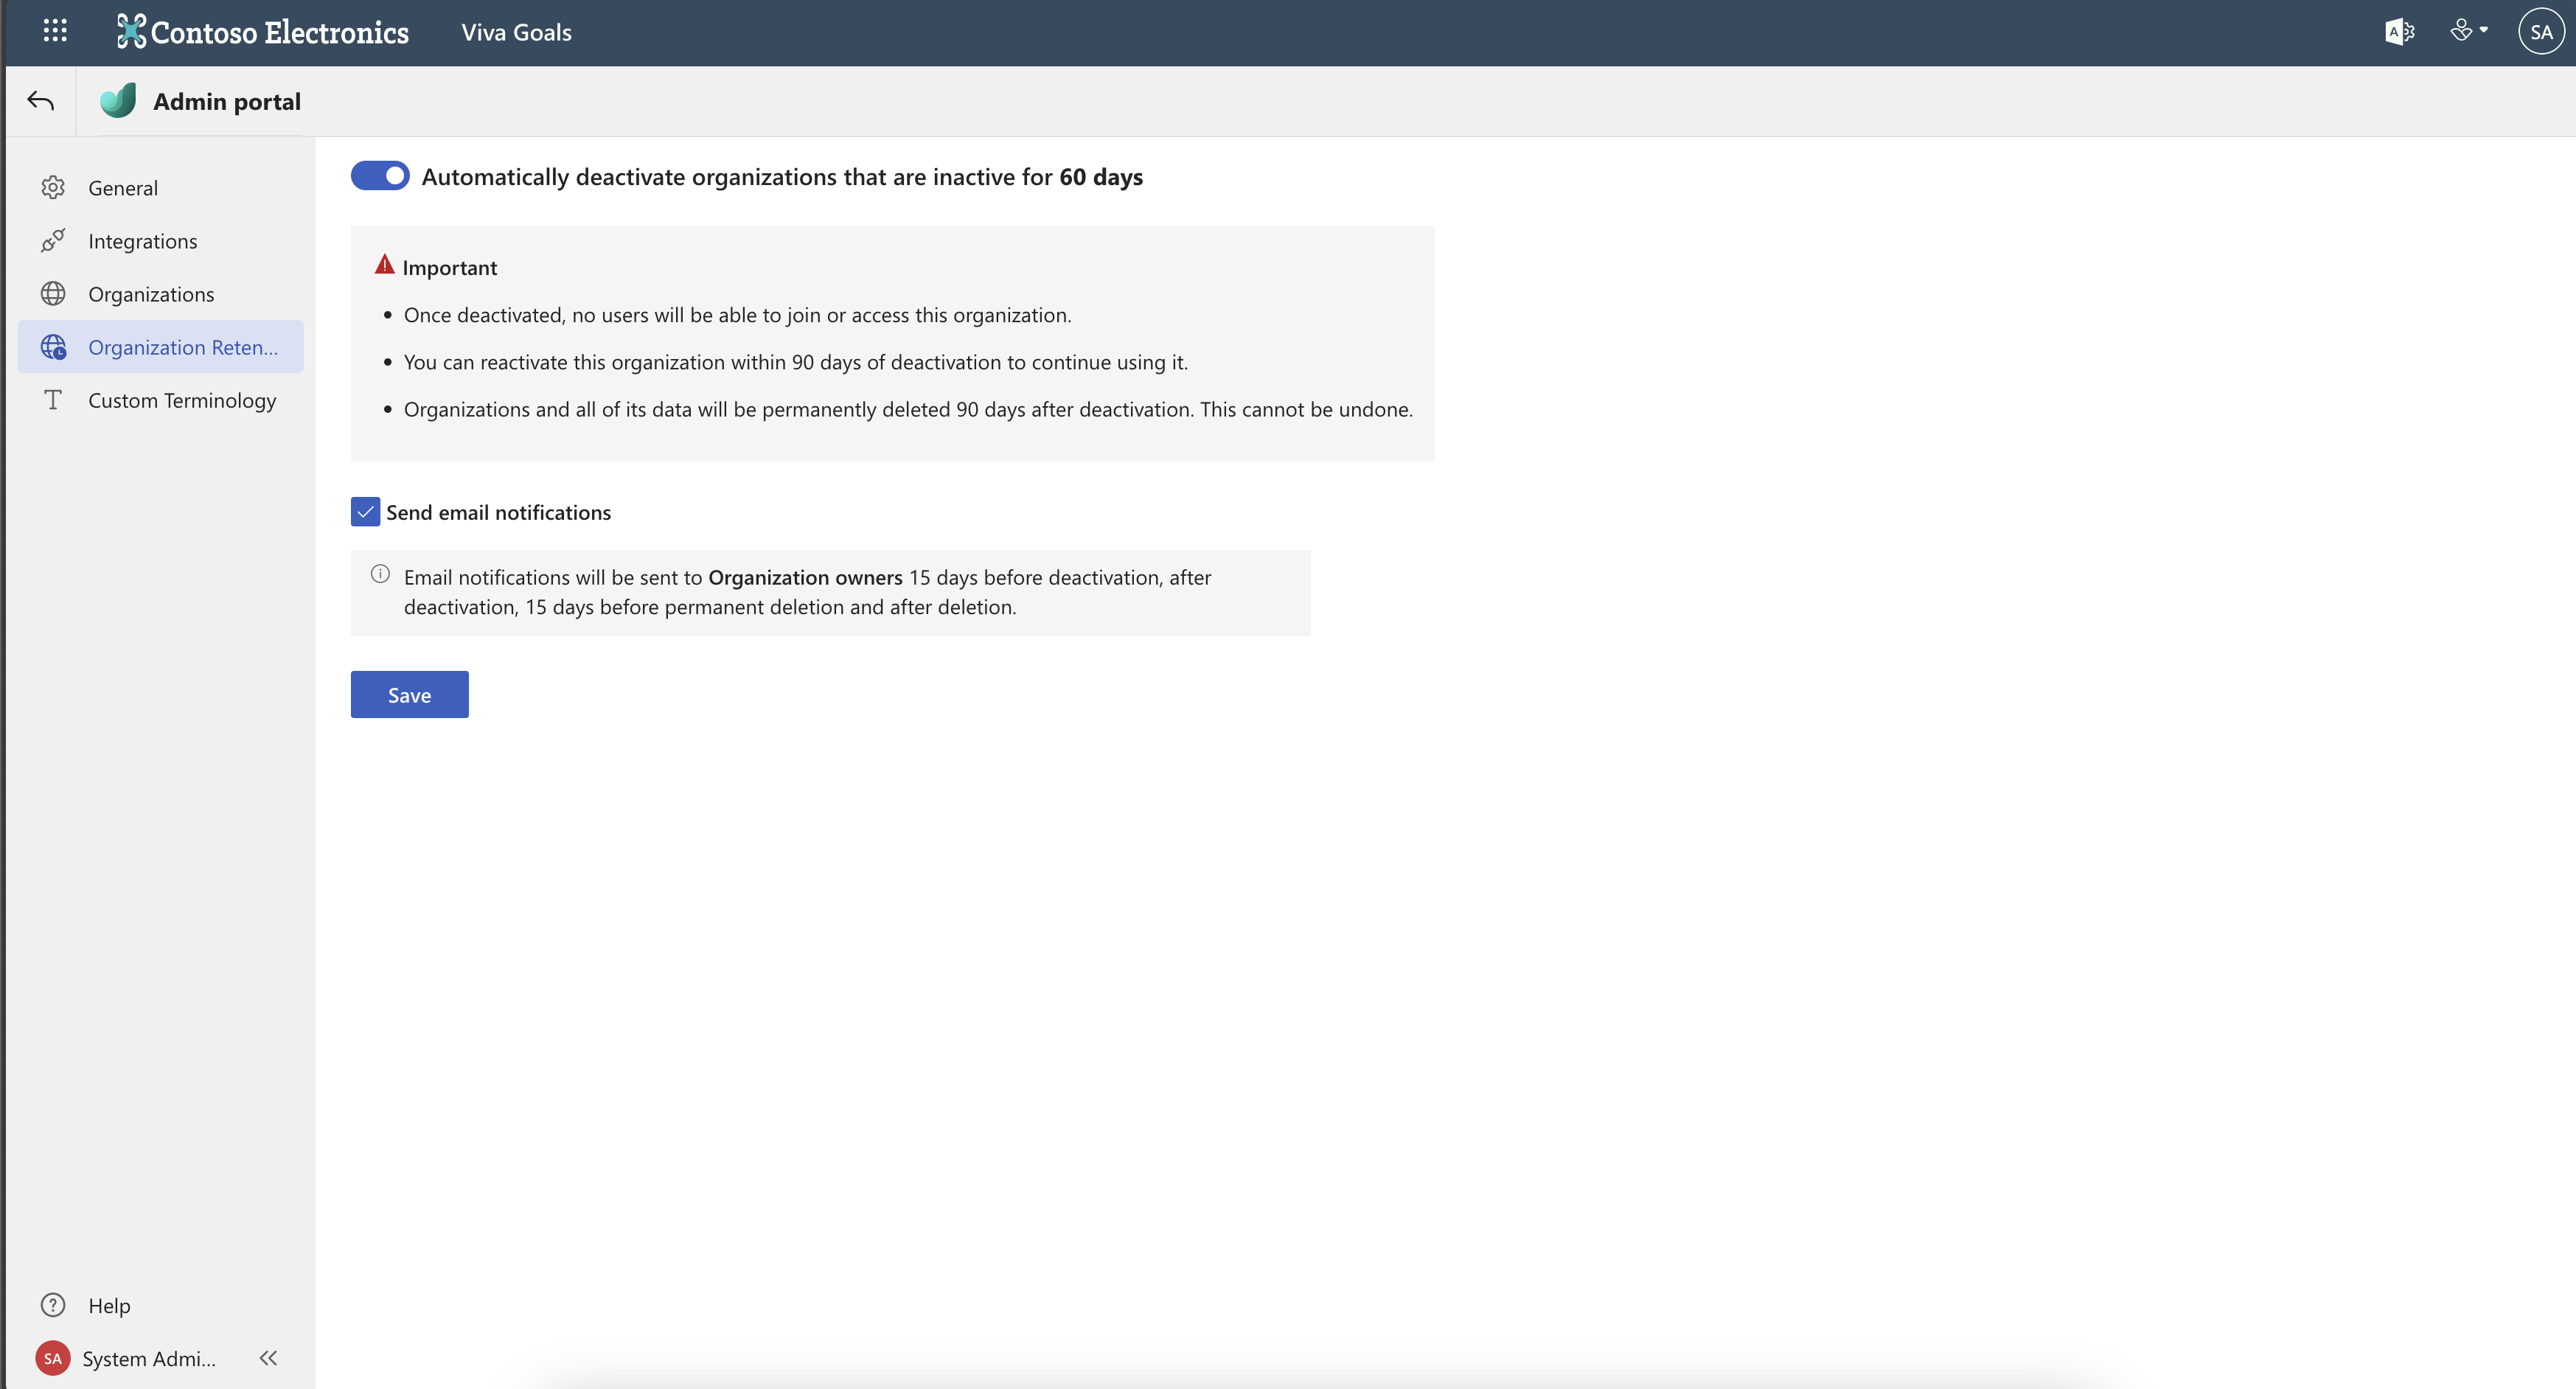 Contoso Electronics
Viva Goals
A
SA
Admin portal
General
Integrations
Organizations
Organization Reten...
Custom Terminology
Automatically deactivate organizations that are inactive for 60 days
Important
• Once deactivated, no users will be able to join or access this organization.
• You can reactivate this organization within 90 days of deactivation to continue using it.
• Organizations and all of its data will be permanently deleted 90 days after deactivation. This cannot be undone.
Send email notifications
Email notifications will be sent to Organization owners 15 days before deactivation, after
deactivation, 15 days before permanent deletion and after deletion.
Save
Help
SA System Admi...